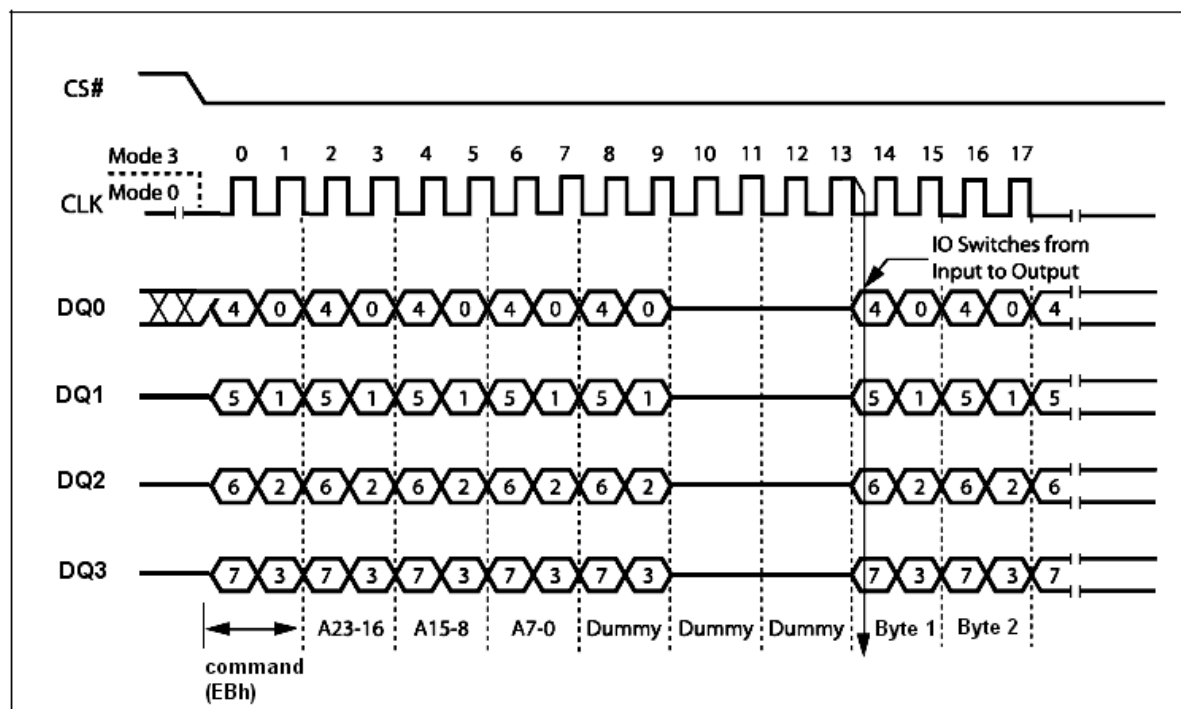 CS#
Mode 3 0 1 2 3 4 5 6 7 8 9 10 11 12 13 14 15 16 17
Mode 0
CLK
IO Switches from
Input to Output
DQ0 4 0 4 0 4 0 4 0 4 0 4 0 4 0 4
DQ1 5 1 5 1 5 1 5 1 5 1 5 1 5 1 5
DQ2 6 2 6 2 6 2 6 2 6 2 6 2 6 2 6
DQ3 7 3 7 3 7 3 7 3 7 3 7 3 7 3 7
A23-16 A15-8 A7-0 Dummy Dummy Dummy Byte 1 Byte 2
command
(EBh)